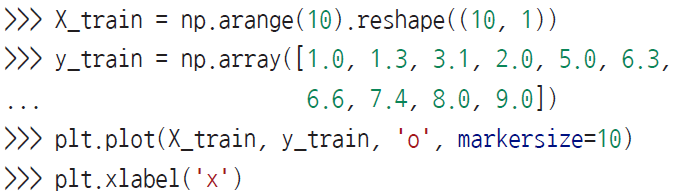 >>> X_train = np.arange(10).reshape((10, 1))
>>> y_train = np.array([1.0, 1.3, 3.1, 2.0, 5.0, 6.3,
...                     6.6, 7.4, 8.0, 9.0])
>>> plt.plot(X_train, y_train, 'o', markersize=10)
>>> plt.xlabel('x')